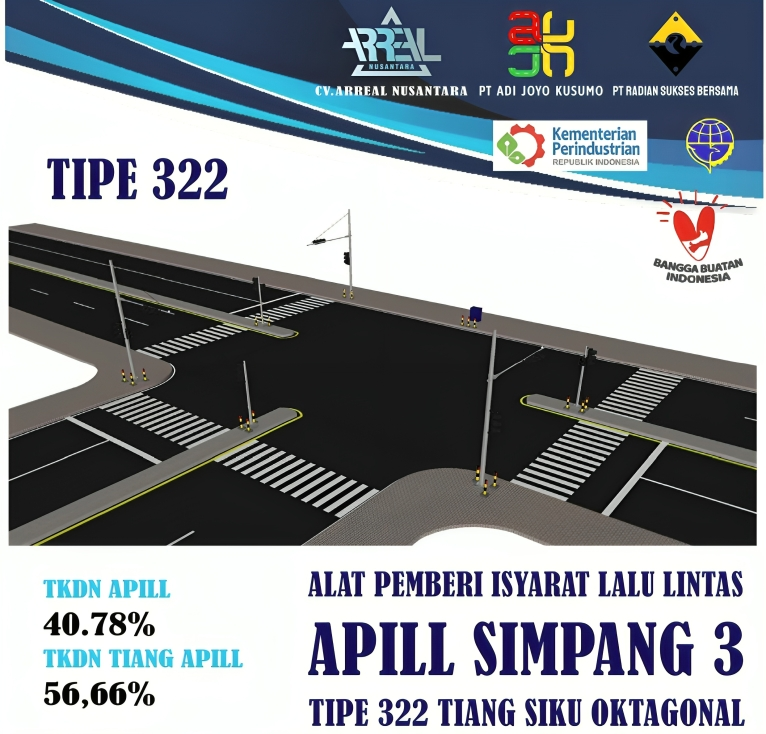 ARREAL
NUSANTARA
CV.ARREAL NUSANTARA
PT ADI JOYO KUSUMO
PT RADIAN SUKSES BERSAMA
Kementerian
Perindustrian
REPUBLIK INDONESIA
TIPE 322
BANGGA BUATAN
INDONESIA
TKDN APILL
40.78%
TKDN TIANG APILL
56,66%
ALAT PEMBERI ISYARAT LALU LINTAS
APILL SIMPANG 3
TIPE 322 TIANG SIKU OKTAGONAL